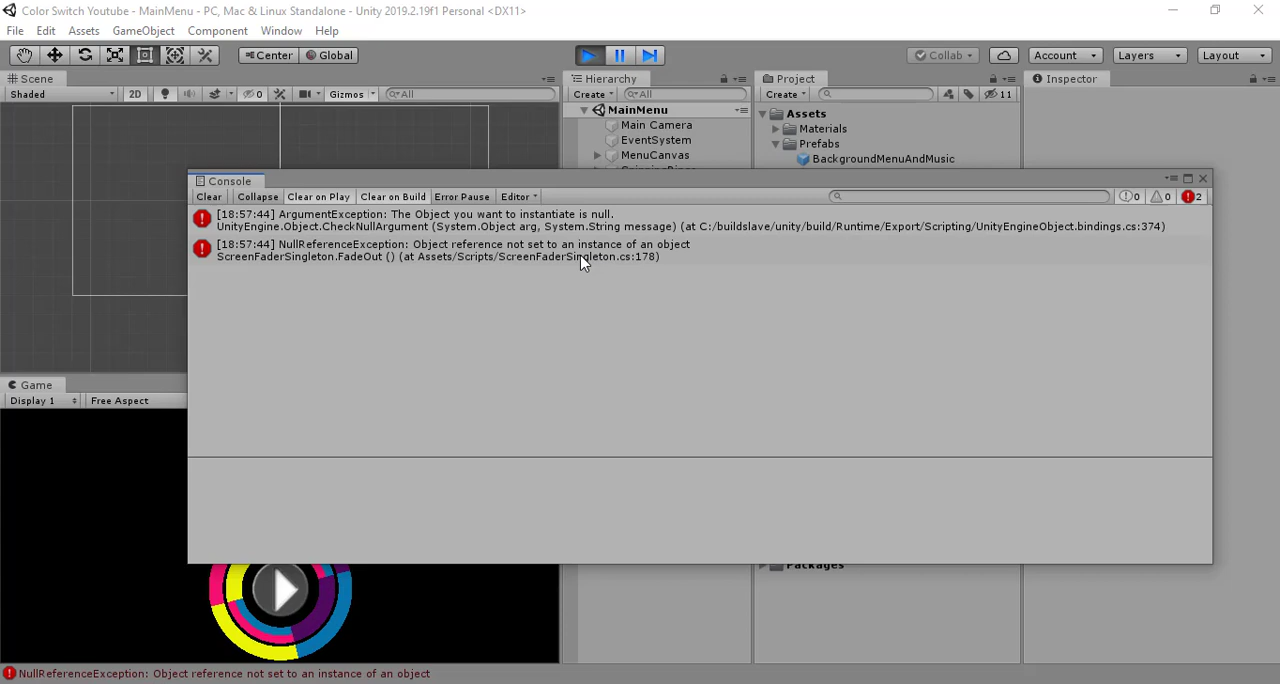 Color Switch Youtube - MainMenu - PC, Mac & Linux Standalone - Unity 2019.2.19f1 Personal <DX11>
File Edit Assets GameObject Component Window Help
Center Global Collab Account Layers Layout
Scene Hierarchy Project Inspector
Shaded 2D 0 Gizmos All Create All Create 11
MainMenu
Main Camera
EventSystem
MenuCanvas
Assets
Materials
Prefabs
BackgroundMenuAndMusic
Console
Clear Collapse Clear on Play Clear on Build Error Pause Editor 0 0 2
[18:57:44] ArgumentException: The Object you want to instantiate is null.
UnityEngine.Object.CheckNullArgument (System.Object arg, System.String message) (at C:/buildslave/unity/build/Runtime/Export/Scripting/UnityEngineObject.bindings.cs:374)
[18:57:44] NullReferenceException: Object reference not set to an instance of an object
ScreenFaderSingleton.FadeOut () (at Assets/Scripts/ScreenFaderSingleton.cs:178)
Game
Display 1 Free Aspect
Packages
NullReferenceException: Object reference not set to an instance of an object